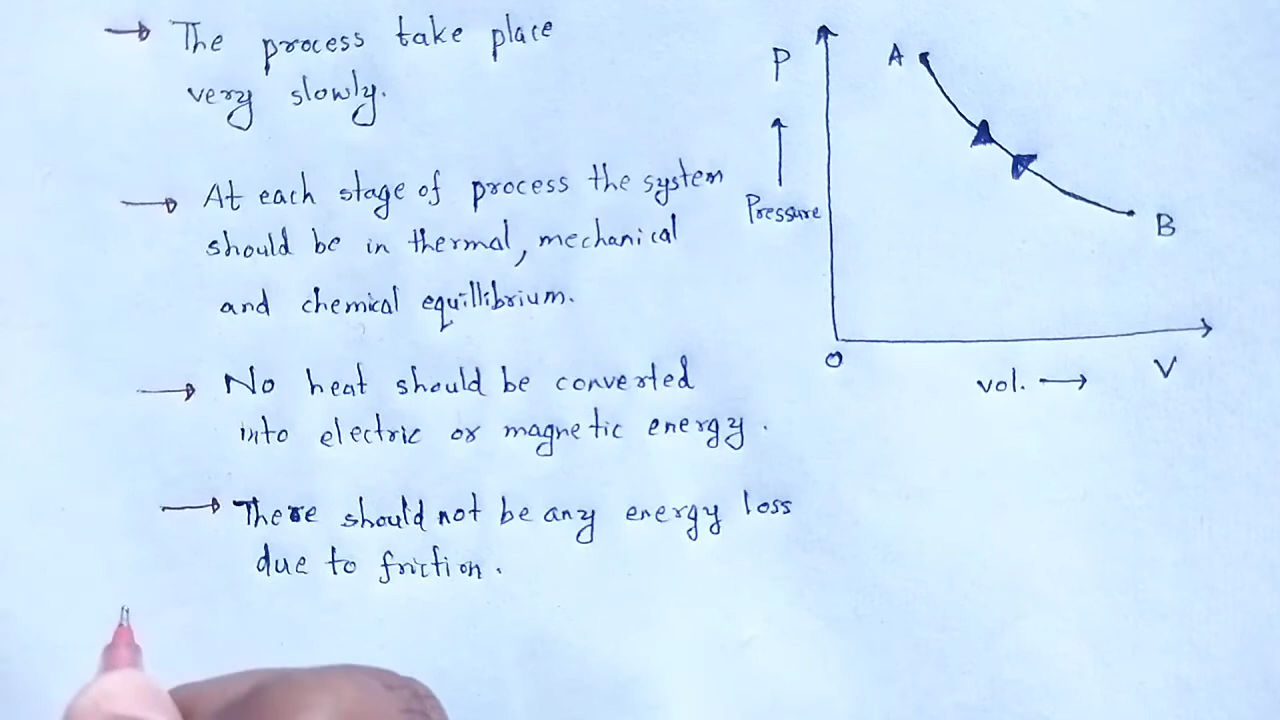 → The process take place
very slowly.
→ At each stage of process the system
should be in thermal, mechanical
and chemical equillibrium.
→ No heat should be converted
into electric or magnetic energy.
→ There should not be any energy loss
due to friction.
P
↑
Pressure
A
B
O
vol. →
V